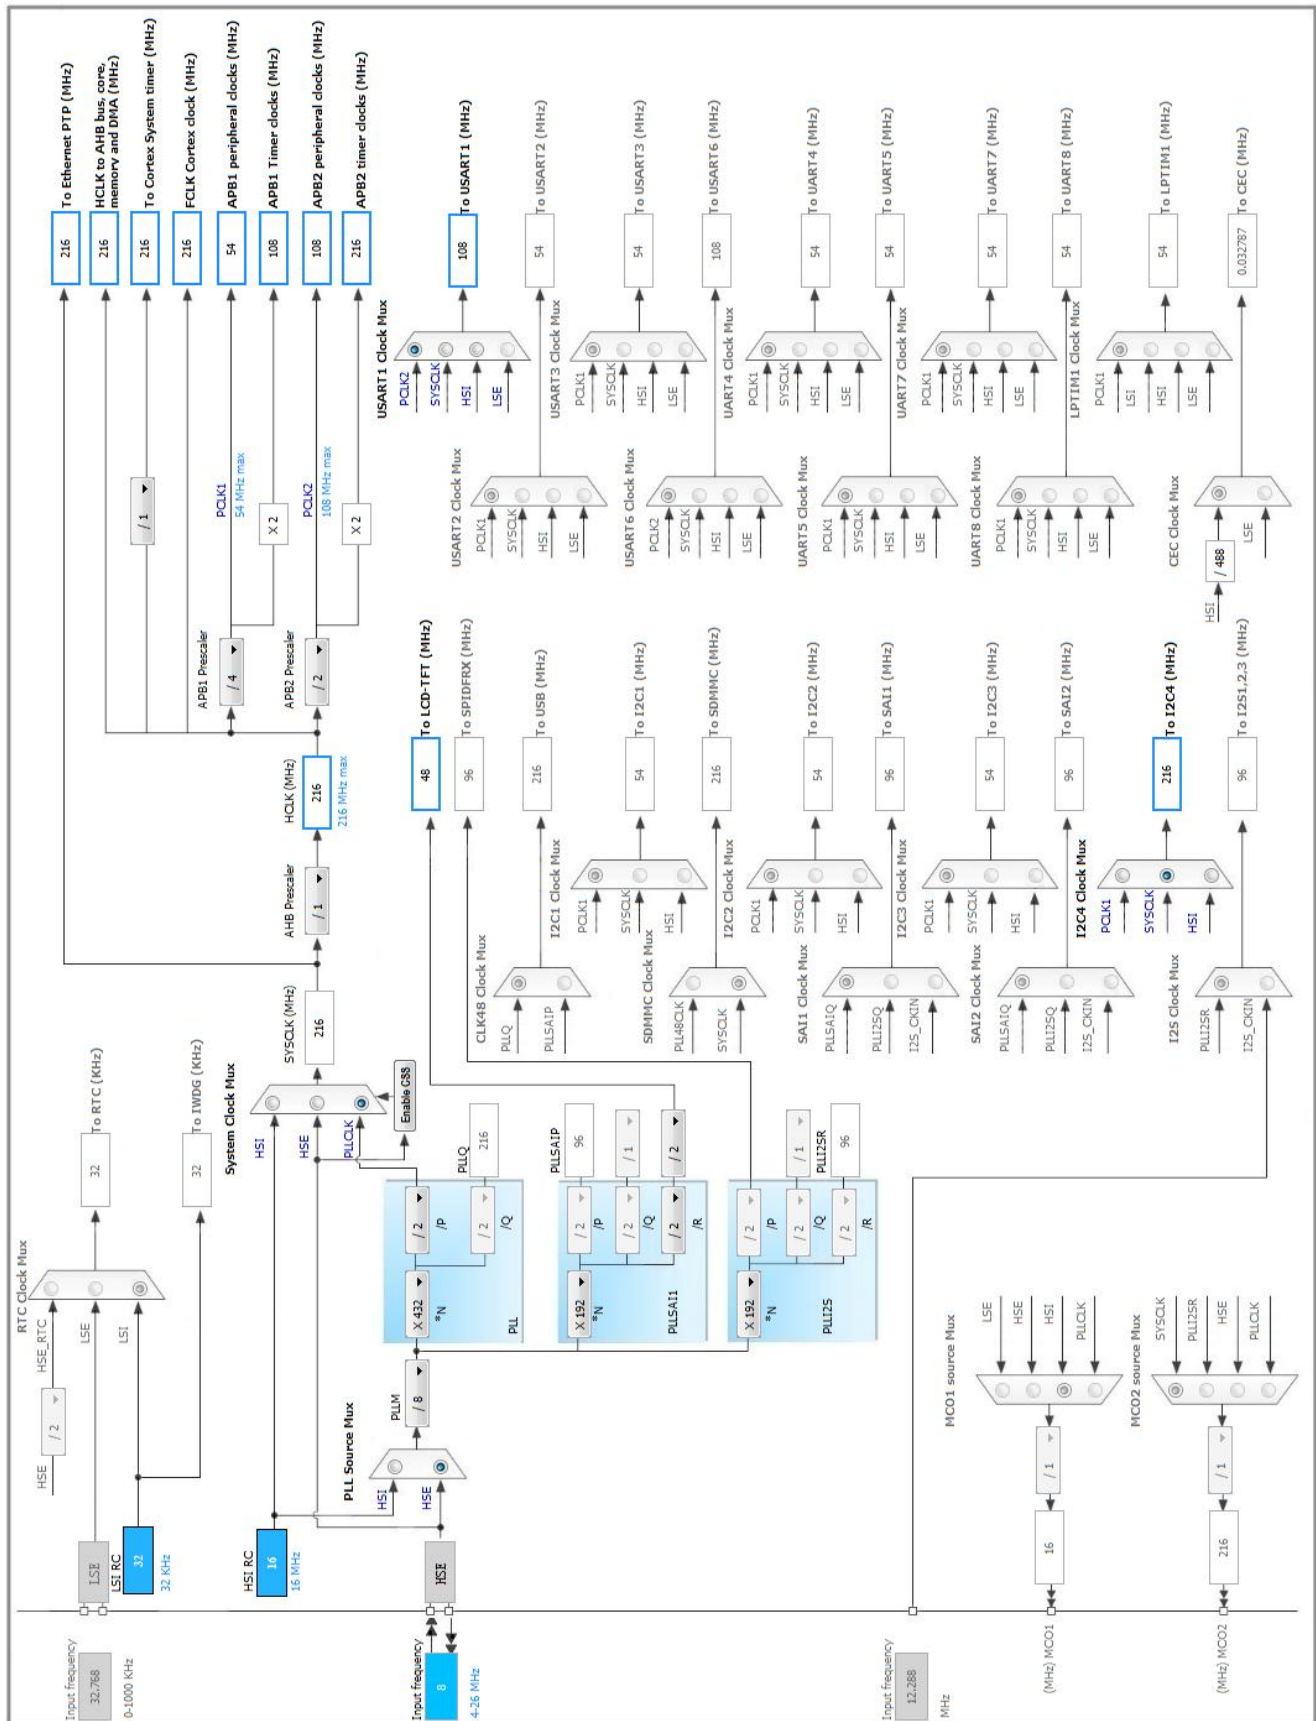 Input frequency
32.768
0-1000 KHz
LSE
LSI RC
32
32 KHz
HSE
/ 2
HSE_RTC
LSE
LSI
RTC Clock Mux
32
To RTC (KHz)
32
To IWDG (KHz)
HSI RC
16
16 MHz
Input frequency
8
4-26 MHz
HSE
PLL Source Mux
HSI
HSE
PLLM
/ 8
X 432
*N
PLL
/ 2
/P
/ 2
/Q
PLLQ
216
X 192
*N
PLLSAI1
/ 2
/P
/ 2
/Q
/ 2
/R
PLLSAIP
96
/ 1
/ 2
X 192
*N
PLLI2S
/ 2
/P
/ 2
/Q
/ 2
/R
/ 1
PLLI2SR
96
System Clock Mux
HSI
HSE
PLLCLK
Enable CSS
SYSCLK (MHz)
216
AHB Prescaler
/ 1
HCLK (MHz)
216
216 MHz max
APB1 Prescaler
/ 4
APB2 Prescaler
/ 2
/ 1
PCLK1
54 MHz max
X 2
PCLK2
108 MHz max
X 2
216
To Ethernet PTP (MHz)
216
HCLK to AHB bus, core,
memory and DMA (MHz)
216
To Cortex System timer (MHz)
216
FCLK Cortex clock (MHz)
54
APB1 peripheral clocks (MHz)
108
APB1 Timer clocks (MHz)
108
APB2 peripheral clocks (MHz)
216
APB2 timer clocks (MHz)
48
To LCD-TFT (MHz)
96
To SPIDFRX (MHz)
CLK48 Clock Mux
PLLQ
PLLSAIP
216
To USB (MHz)
I2C1 Clock Mux
PCLK1
SYSCLK
HSI
54
To I2C1 (MHz)
SDMMC Clock Mux
PLL48CLK
SYSCLK
216
To SDMMC (MHz)
I2C2 Clock Mux
PCLK1
SYSCLK
HSI
54
To I2C2 (MHz)
SAI1 Clock Mux
PLLSAIQ
PLLI2SQ
I2S_CKIN
96
To SAI1 (MHz)
I2C3 Clock Mux
PCLK1
SYSCLK
HSI
54
To I2C3 (MHz)
SAI2 Clock Mux
PLLSAIQ
PLLI2SQ
I2S_CKIN
96
To SAI2 (MHz)
I2C4 Clock Mux
PCLK1
SYSCLK
HSI
216
To I2C4 (MHz)
I2S Clock Mux
PLLI2SR
I2S_CKIN
96
To I2S1,2,3 (MHz)
USART1 Clock Mux
PCLK2
SYSCLK
HSI
LSE
108
To USART1 (MHz)
USART2 Clock Mux
PCLK1
SYSCLK
HSI
LSE
54
To USART2 (MHz)
USART3 Clock Mux
PCLK1
SYSCLK
HSI
LSE
54
To USART3 (MHz)
USART6 Clock Mux
PCLK2
SYSCLK
HSI
LSE
108
To USART6 (MHz)
UART4 Clock Mux
PCLK1
SYSCLK
HSI
LSE
54
To UART4 (MHz)
UART5 Clock Mux
PCLK1
SYSCLK
HSI
LSE
54
To UART5 (MHz)
UART7 Clock Mux
PCLK1
SYSCLK
HSI
LSE
54
To UART7 (MHz)
UART8 Clock Mux
PCLK1
SYSCLK
HSI
LSE
54
To UART8 (MHz)
LPTIM1 Clock Mux
PCLK1
LSI
HSI
LSE
54
To LPTIM1 (MHz)
CEC Clock Mux
HSI
/ 488
LSE
0.032787
To CEC (MHz)
Input frequency
12.288
MHz
MCO1 source Mux
LSE
HSE
HSI
PLLCLK
/ 1
16
(MHz) MCO1
MCO2 source Mux
SYSCLK
PLLI2SR
HSE
PLLCLK
/ 1
216
(MHz) MCO2